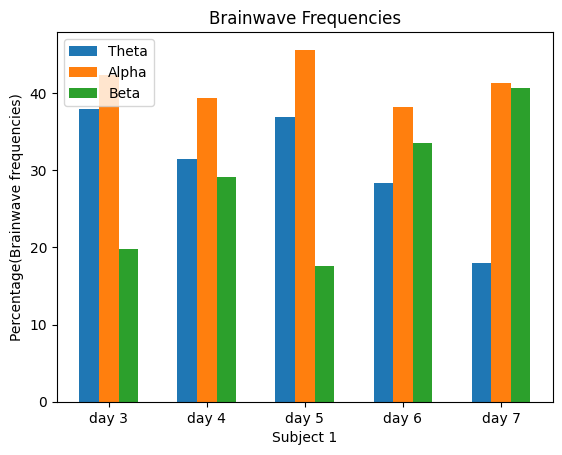 Brainwave Frequencies
Theta
Alpha
Beta
Percentage(Brainwave frequencies)
40
30
20
10
0
day 3 day 4 day 5 day 6 day 7
Subject 1